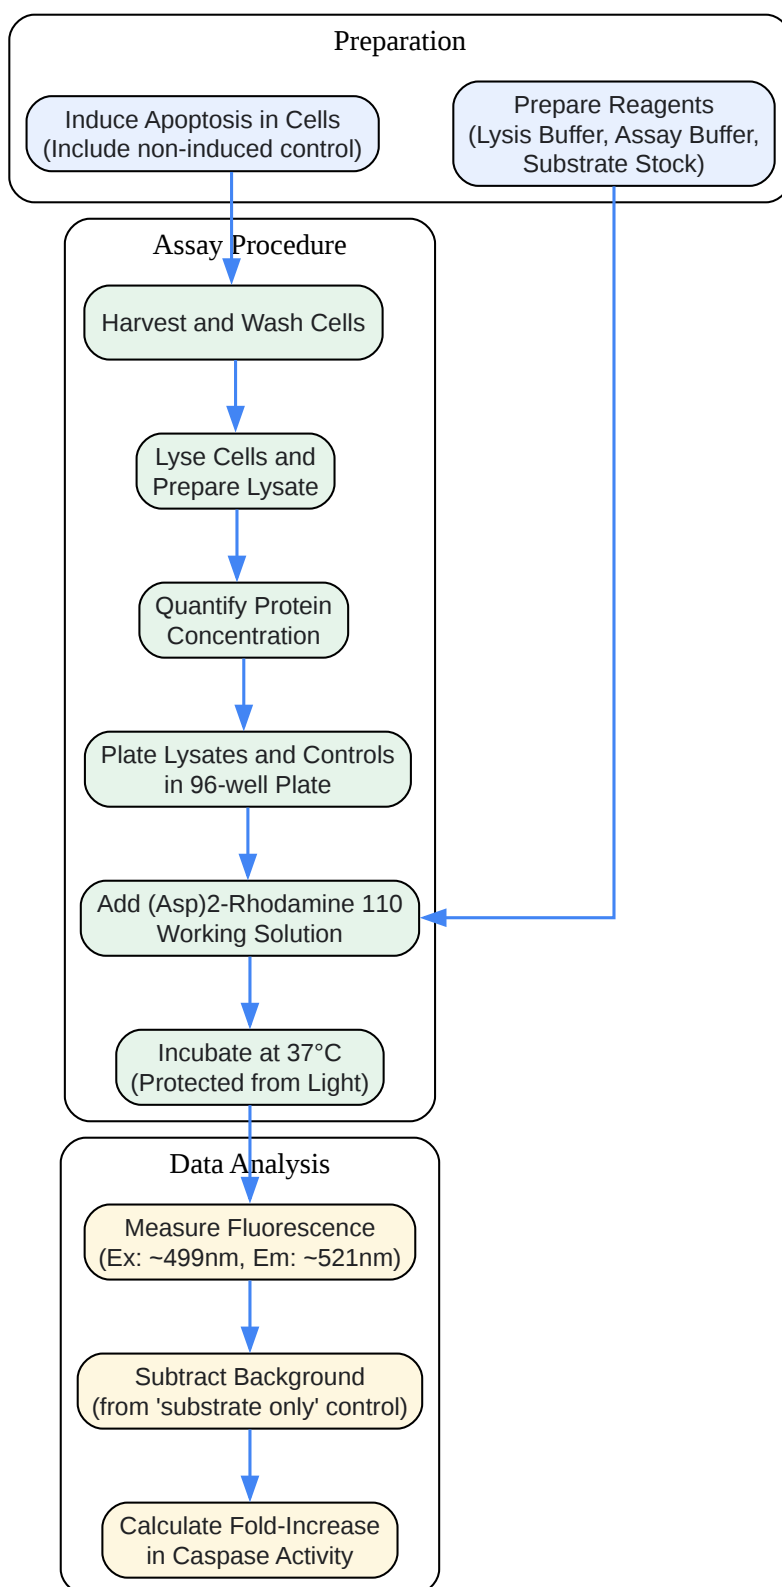 Preparation
Induce Apoptosis in Cells
(Include non-induced control)
Prepare Reagents
(Lysis Buffer, Assay Buffer,
Substrate Stock)
Assay Procedure
Harvest and Wash Cells
Lyse Cells and
Prepare Lysate
Quantify Protein
Concentration
Plate Lysates and Controls
in 96-well Plate
Add (Asp)2-Rhodamine 110
Working Solution
Incubate at 37°C
(Protected from Light)
Data Analysis
Measure Fluorescence
(Ex: ~499nm, Em: ~521nm)
Subtract Background
(from 'substrate only' control)
Calculate Fold-Increase
in Caspase Activity